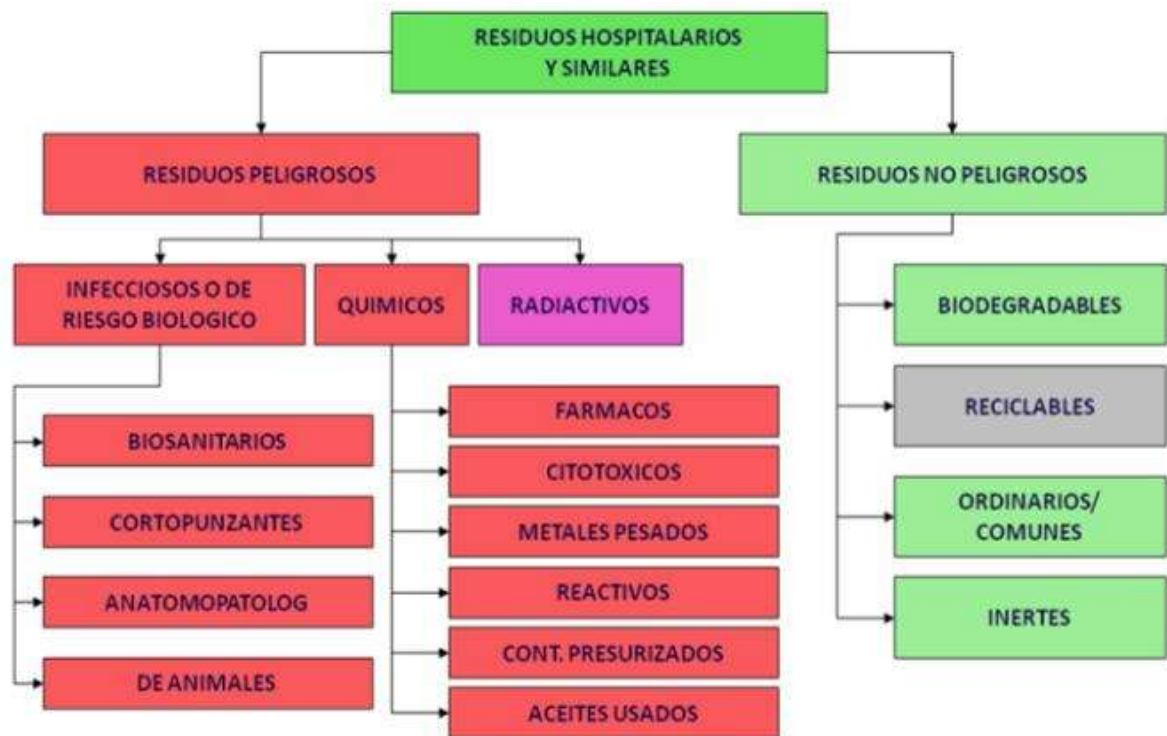 RESIDUOS HOSPITALARIOS
Y SIMILARES
RESIDUOS PELIGROSOS
RESIDUOS NO PELIGROSOS
INFECCIOSOS O DE
RIESGO BIOLOGICO
QUIMICOS
RADIACTIVOS
BIOSANITARIOS
CORTOPUNZANTES
ANATOMOPATOLOG
DE ANIMALES
FARMACOS
CITOTOXICOS
METALES PESADOS
REACTIVOS
CONT. PRESURIZADOS
ACEITES USADOS
BIODEGRADABLES
RECICLABLES
ORDINARIOS/
COMUNES
INERTES